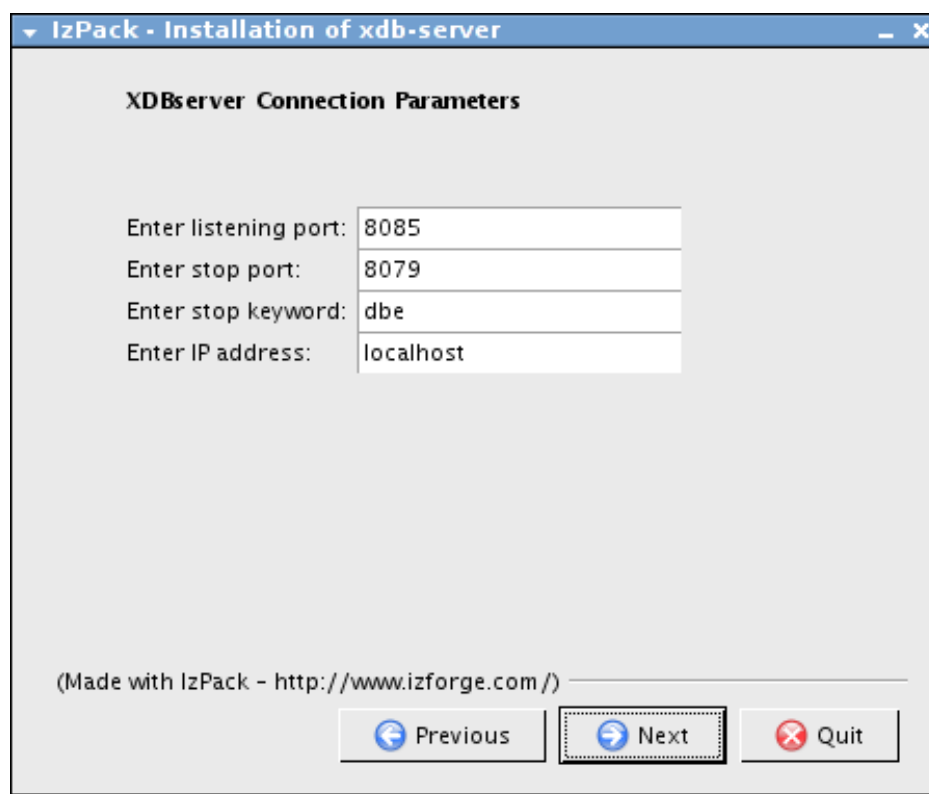 IzPack - Installation of xdb-server
XDBserver Connection Parameters
Enter listening port: 8085
Enter stop port: 8079
Enter stop keyword: dbe
Enter IP address: localhost
(Made with IzPack - http://www.izforge.com/)
Previous Next Quit